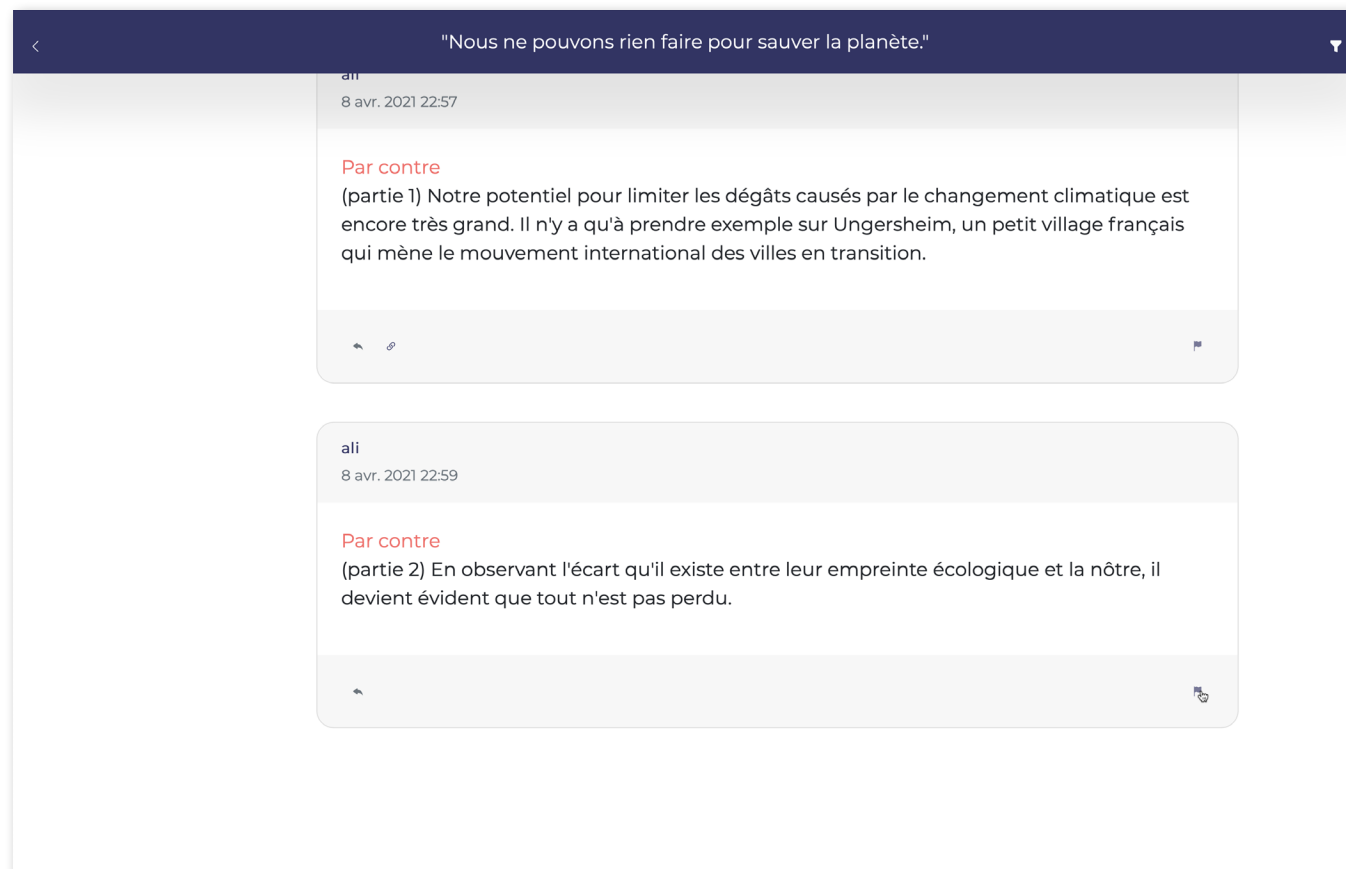 "Nous ne pouvons rien faire pour sauver la planète."
ali
8 avr. 2021 22:57
Par contre
(partie 1) Notre potentiel pour limiter les dégâts causés par le changement climatique est
encore très grand. Il n'y a qu'à prendre exemple sur Ungersheim, un petit village français
qui mène le mouvement international des villes en transition.
ali
8 avr. 2021 22:59
Par contre
(partie 2) En observant l'écart qu'il existe entre leur empreinte écologique et la nôtre, il
devient évident que tout n'est pas perdu.